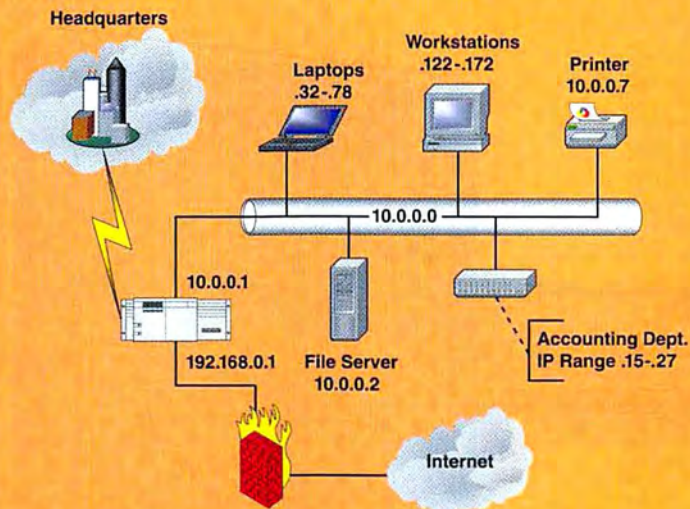 Headquarters
Workstations
.122-.172
Printer
10.0.0.7
Laptops
.32-.78
10.0.0.0
10.0.0.1
Accounting Dept.
IP Range .15-.27
192.168.0.1
File Server
10.0.0.2
Internet